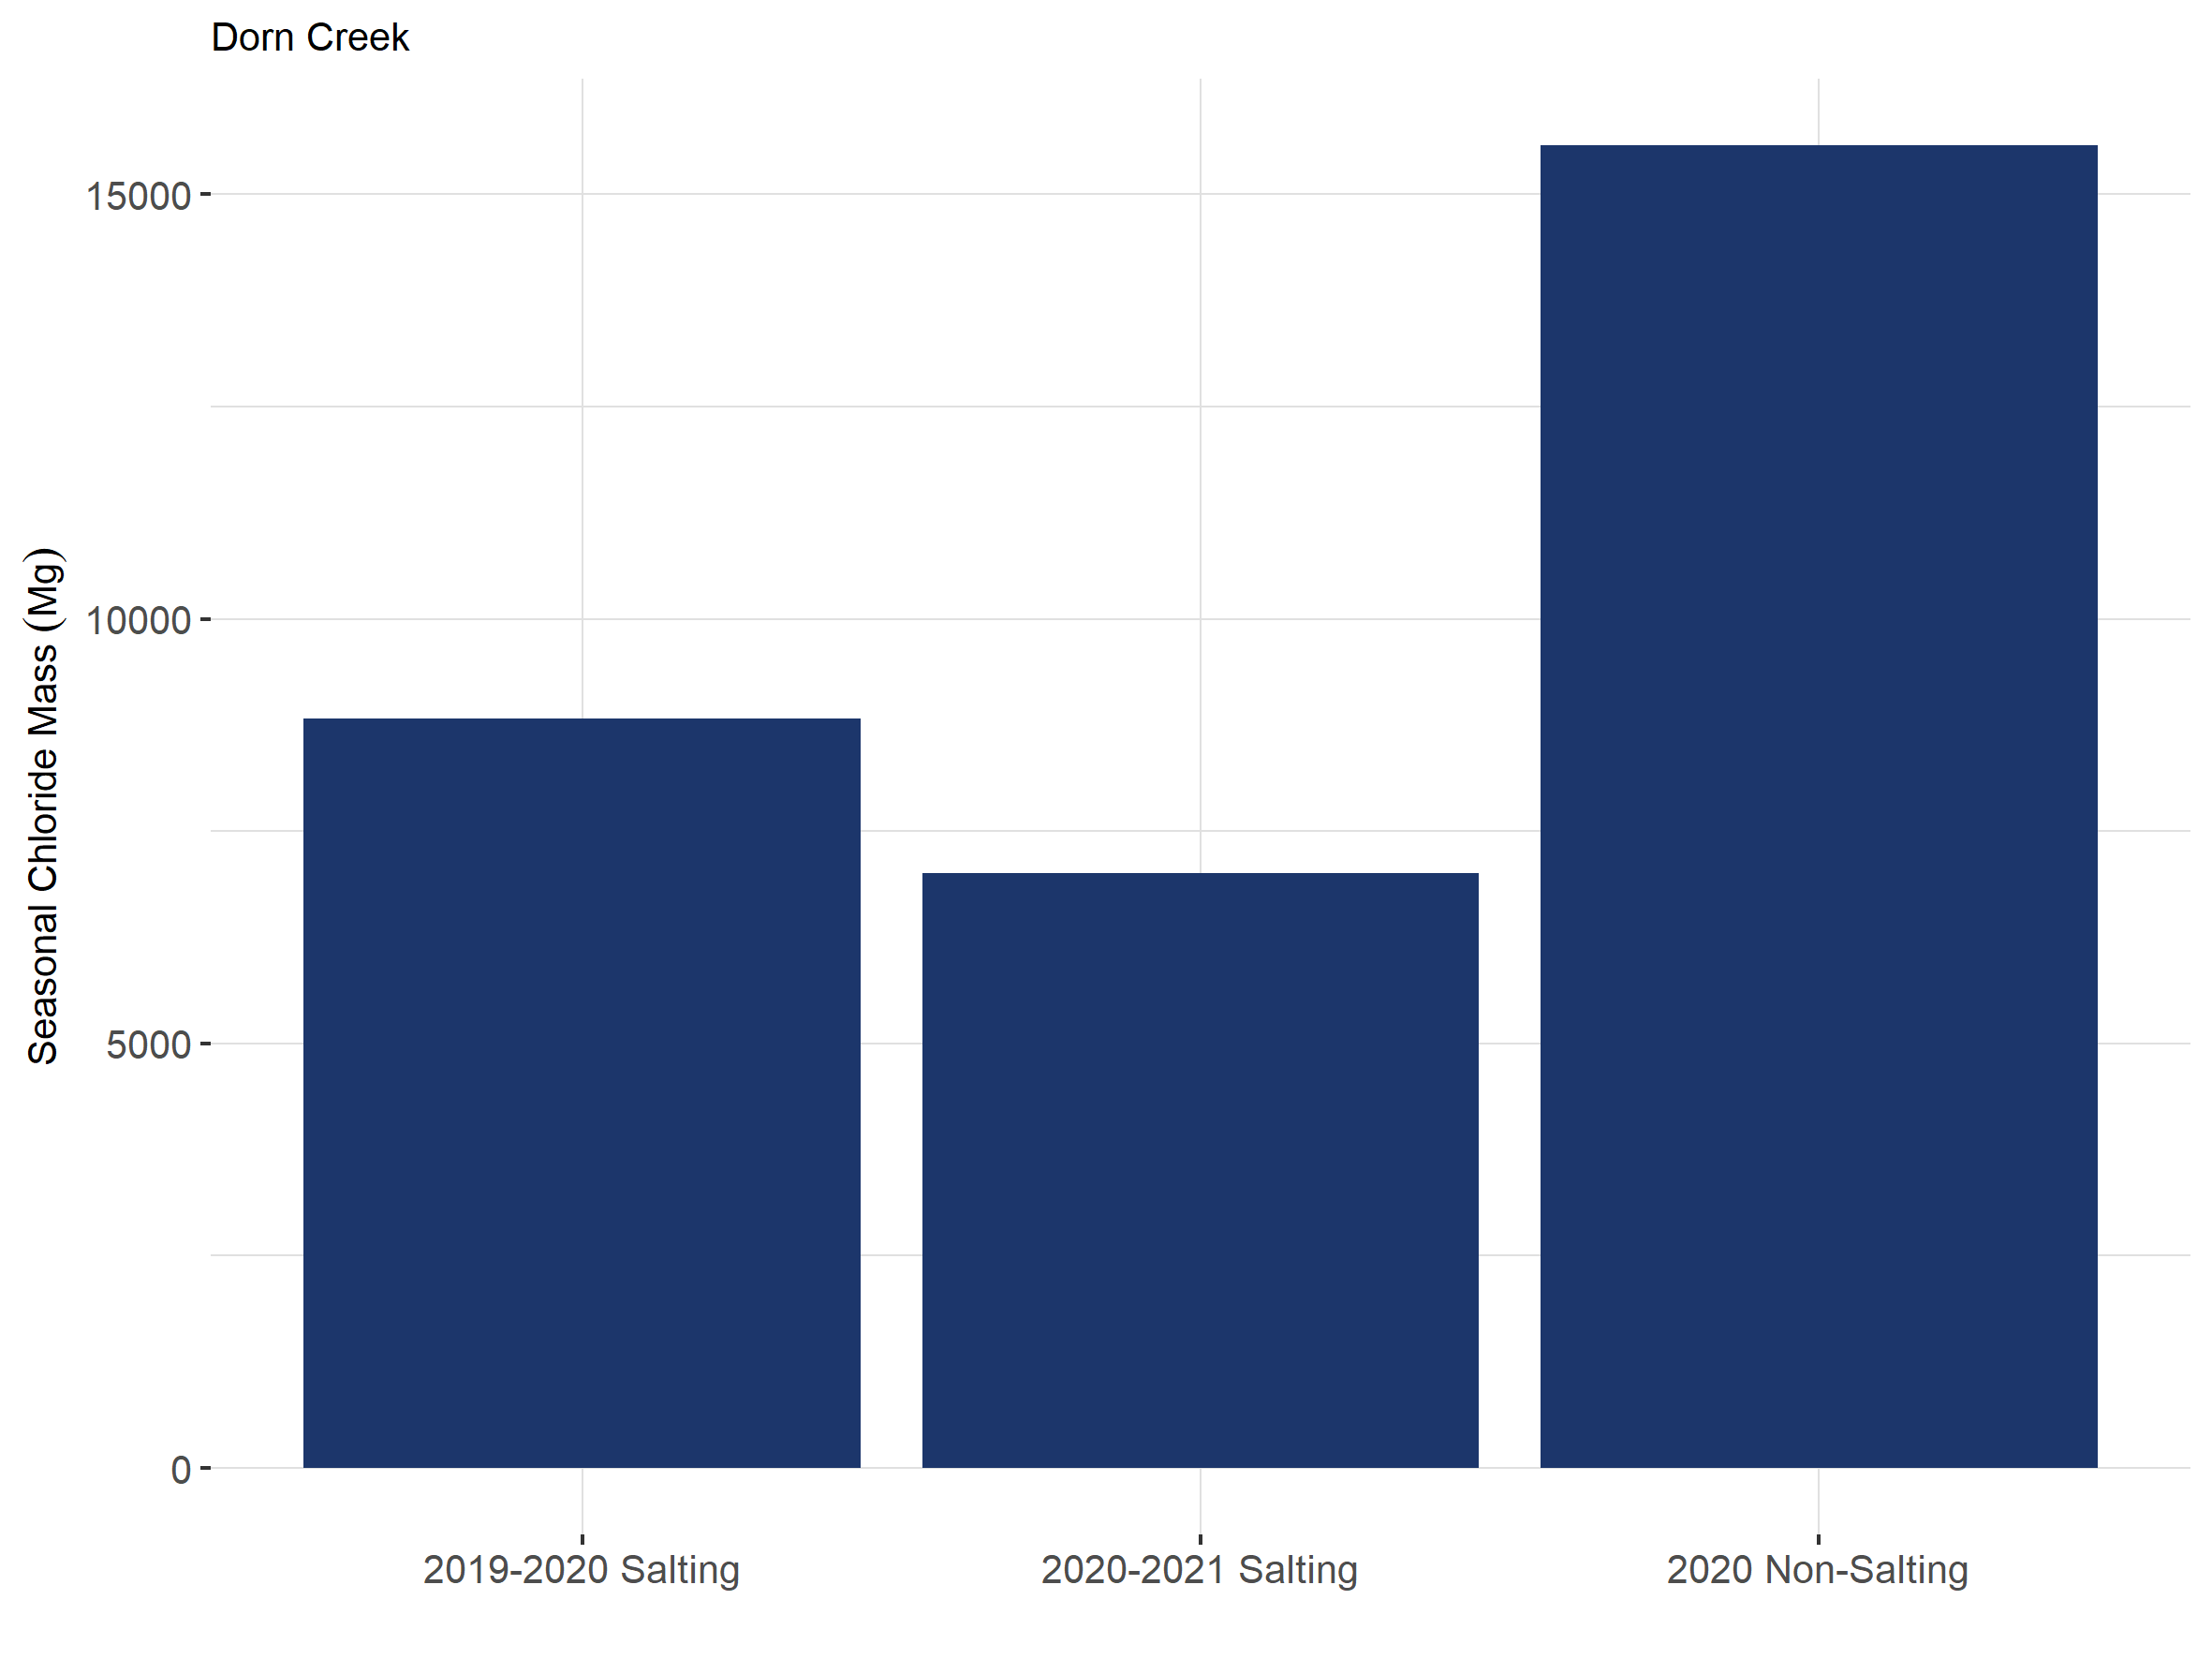 Dorn Creek
Seasonal Chloride Mass (Mg)
15000
10000
5000
0
2019-2020 Salting
2020-2021 Salting
2020 Non-Salting